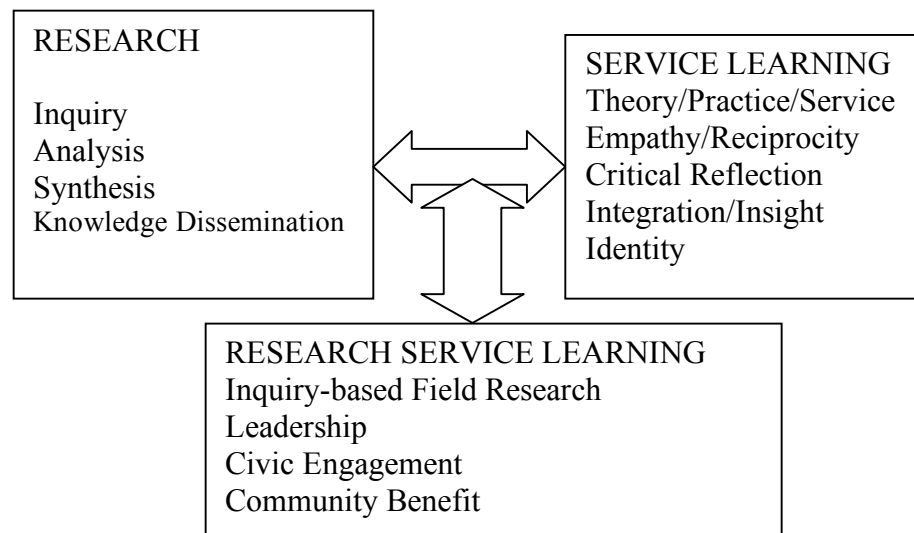 RESEARCH
Inquiry
Analysis
Synthesis
Knowledge Dissemination
SERVICE LEARNING
Theory/Practice/Service
Empathy/Reciprocity
Critical Reflection
Integration/Insight
Identity
RESEARCH SERVICE LEARNING
Inquiry-based Field Research
Leadership
Civic Engagement
Community Benefit